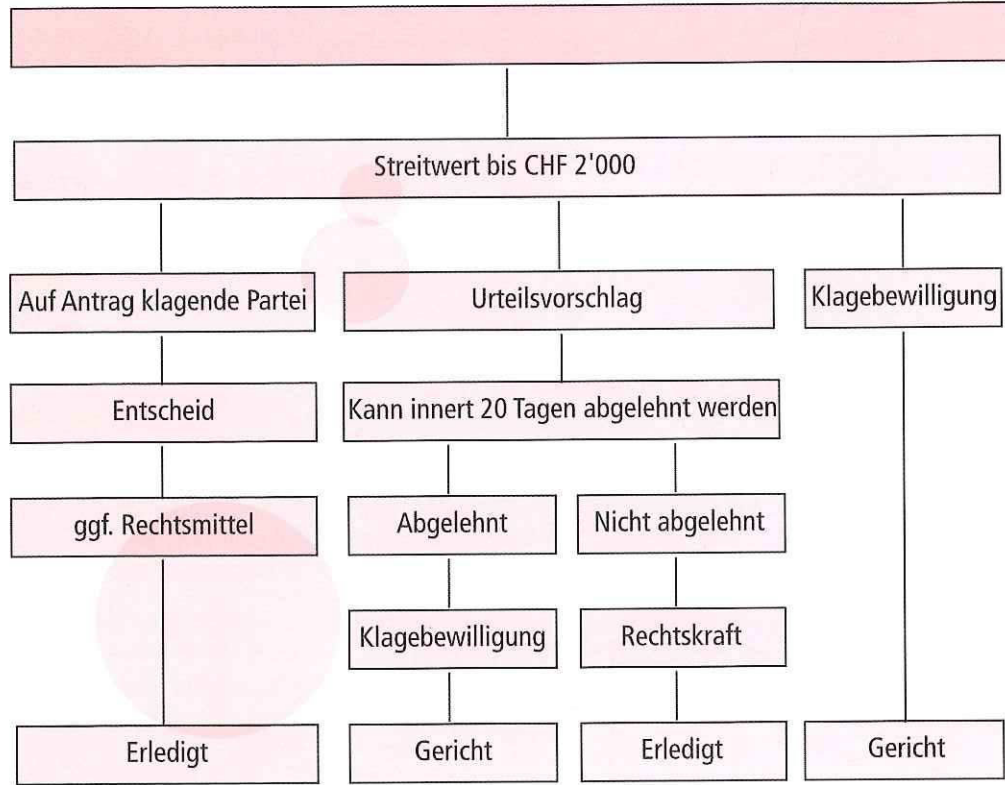 Streitwert bis CHF 2'000
Auf Antrag klagende Partei
Urteilsvorschlag
Klagebewilligung
Entscheid
Kann innert 20 Tagen abgelehnt werden
ggf. Rechtsmittel
Abgelehnt
Nicht abgelehnt
Klagebewilligung
Rechtskraft
Erledigt
Gericht
Erledigt
Gericht